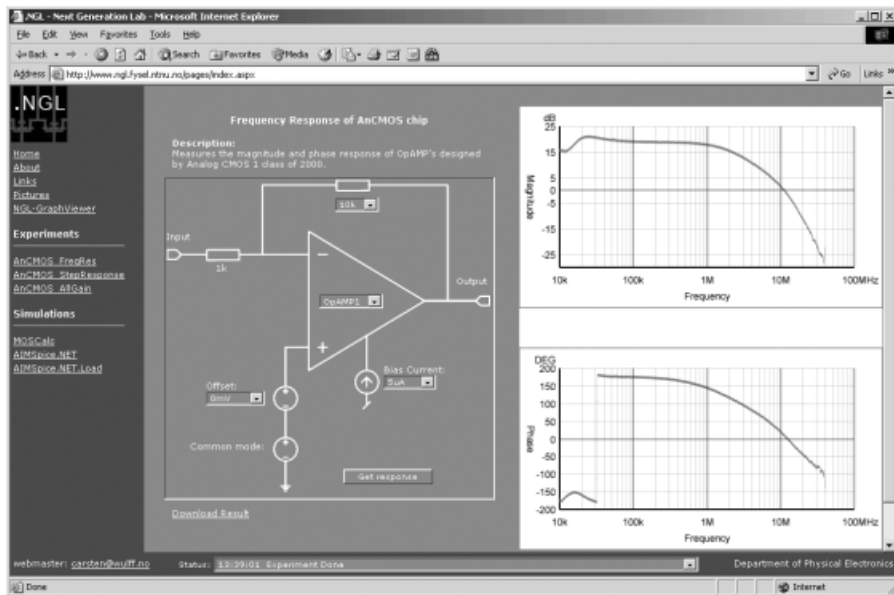 .NGL - Next Generation Lab - Microsoft Internet Explorer
File Edit View Favorites Tools Help
Back Search Favorites Media
Address http://www.ngl.fysel.ntnu.no/pages/index.aspx Go Links »
.NGL
Home
About
Links
Pictures
NGL-GraphViewer
Experiments
AnCMOS_FreqRes
AnCMOS_StepResponse
AnCMOS_AllGain
Simulations
MOSCalc
AIMSpice.NET
AIMSpice.NET.Load
Frequency Response of AnCMOS chip
Description:
Measures the magnitude and phase response of OpAMP's designed
by Analog CMOS 1 class of 2000.
10k
Input
1k
−
Output
OpAMP1
+
Bias Current:
5uA
Offset:
0mV
Common mode:
Get response
Download Result
dB
25
15
5
0
-5
-15
-25
Magnitude
10k 100k 1M 10M 100MHz
Frequency
DEG
200
150
100
50
0
-50
-100
-150
-200
Phase
10k 100k 1M 10M 100MHz
Frequency
webmaster: carsten@wulff.no
Status: 13:39:01 Experiment Done
Department of Physical Electronics
Done Internet